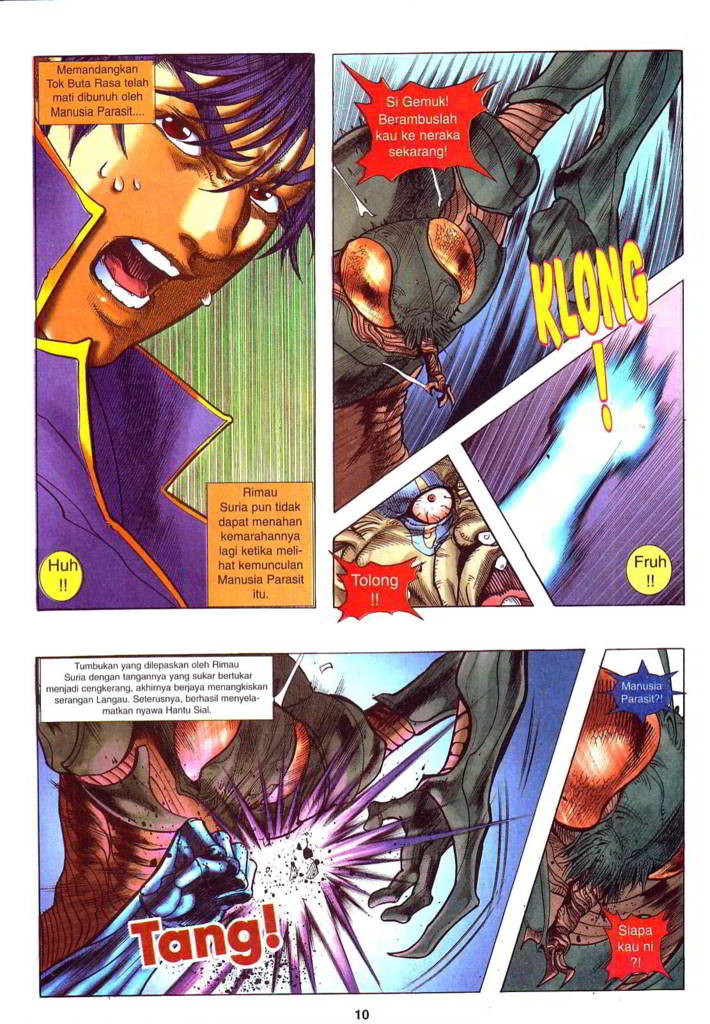 Memandangkan
Tok Buta Rasa telah
mati dibunuh oleh
Manusia Parasit....
Si Gemuk!
Berambuslah
kau ke neraka
sekarang!
KLONG
!
Rimau
Suria pun tidak
dapat menahan
kemarahannya
lagi ketika meli-
hat kemunculan
Manusia Parasit
itu.
Huh
!!
Tolong
!!
Fruh
!!
Tumbukan yang dilepaskan oleh Rimau
Suria dengan tangannya yang sukar bertukar
menjadi cengkerang, akhirnya berjaya menangkiskan
serangan Langau. Seterusnya, berhasil menyela-
matkan nyawa Hantu Sial.
Manusia
Parasit?!
Tang!
Siapa
kau ni
?!
10